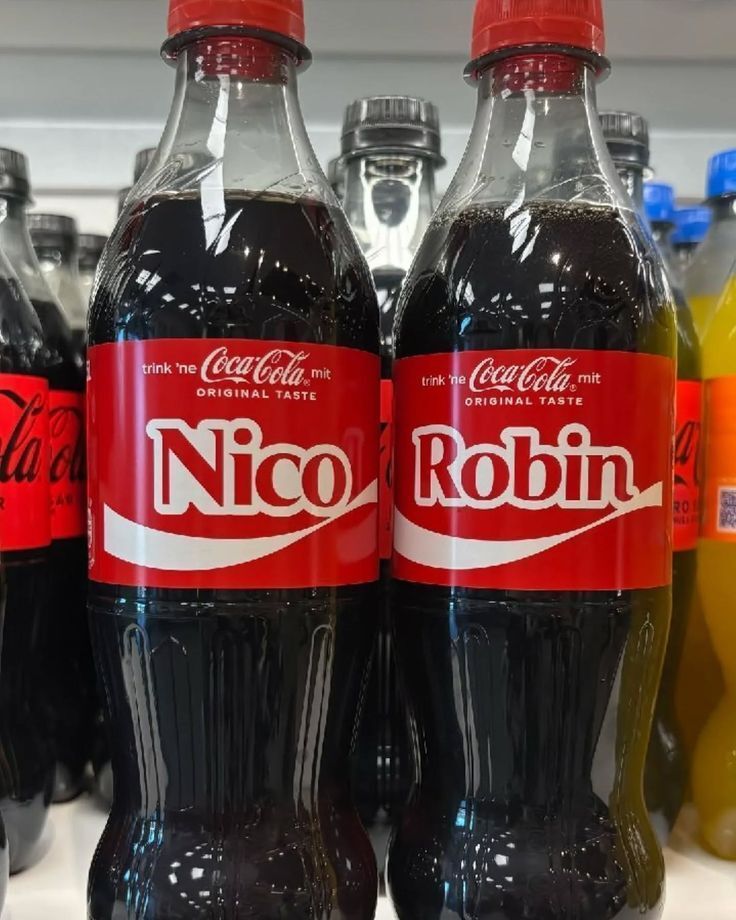 trink 'ne Coca-Cola mit
ORIGINAL TASTE
Nico
trink 'ne Coca-Cola mit
ORIGINAL TASTE
Robin